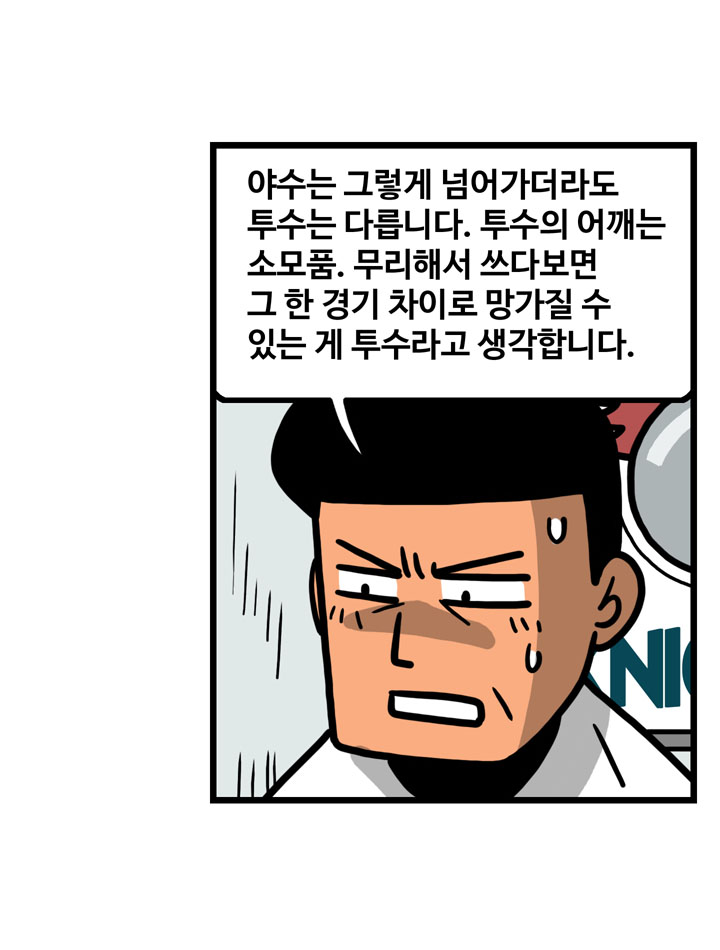 야수는 그렇게 넘어가더라도
투수는 다릅니다. 투수의 어깨는
소모품. 무리해서 쓰다보면
그 한 경기 차이로 망가질 수
있는 게 투수라고 생각합니다.
NIC